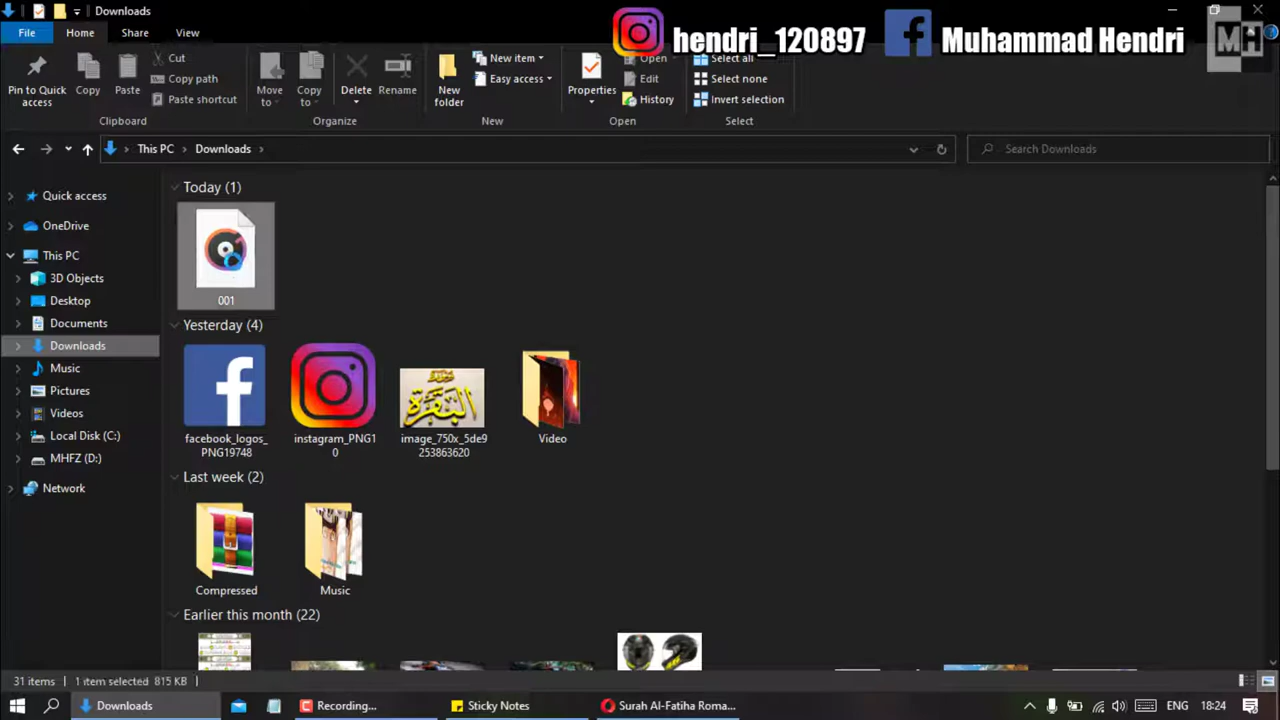 Downloads
hendri_120897
Muhammad Hendri
MH
File
Home
Share
View
Pin to Quick access
Copy
Paste
Cut
Copy path
Paste shortcut
Clipboard
Move to
Copy to
Delete
Rename
Organize
New folder
New item
Easy access
New
Properties
Open
Edit
History
Open
Select all
Select none
Invert selection
Select
This PC
Downloads
Search Downloads
Quick access
OneDrive
This PC
3D Objects
Desktop
Documents
Downloads
Music
Pictures
Videos
Local Disk (C:)
MHFZ (D:)
Network
Today (1)
001
Yesterday (4)
facebook_logos_
PNG19748
instagram_PNG1
0
البقرة
image_750x_5de9
253863620
Video
Last week (2)
Compressed
Music
Earlier this month (22)
31 items
1 item selected 815 KB
Downloads
Recording...
Sticky Notes
Surah Al-Fatiha Roma...
ENG
18:24